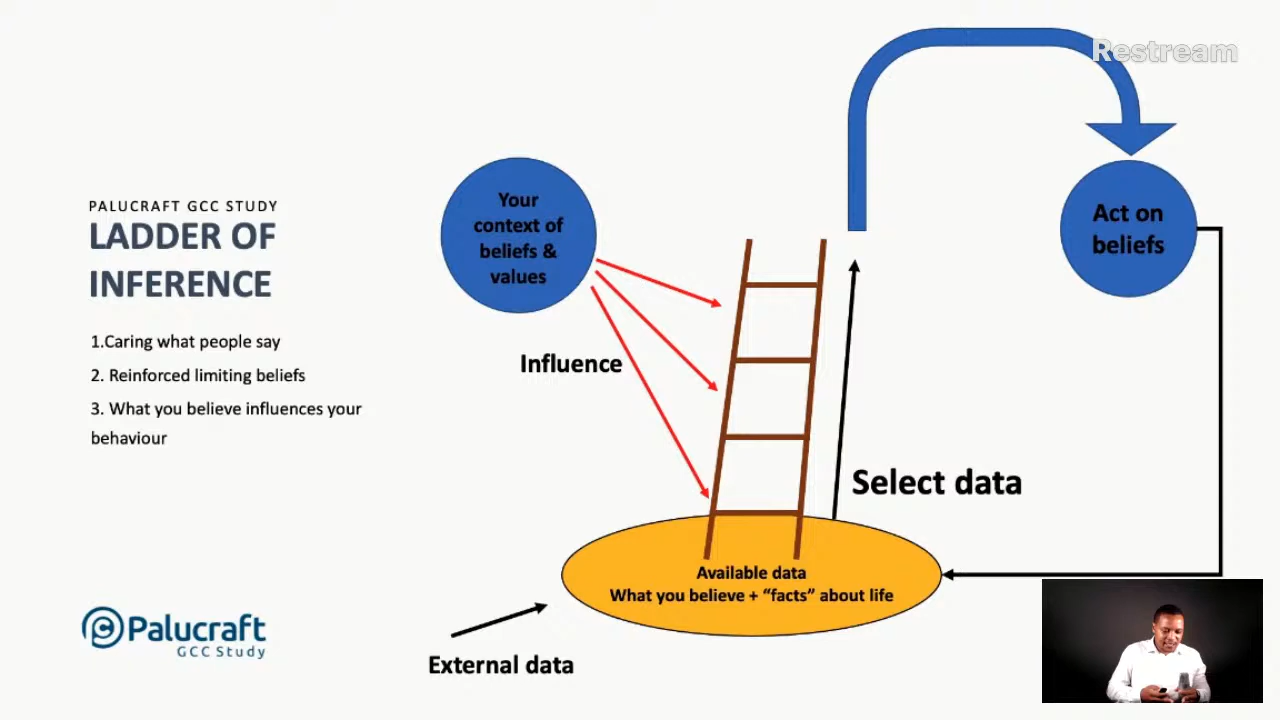 Restream
PALUCRAFT GCC STUDY
LADDER OF
INFERENCE
1.Caring what people say
2. Reinforced limiting beliefs
3. What you believe influences your
behaviour
Your
context of
beliefs &
values
Influence
Act on
beliefs
Select data
Available data
What you believe + “facts” about life
External data
Palucraft
GCC Study